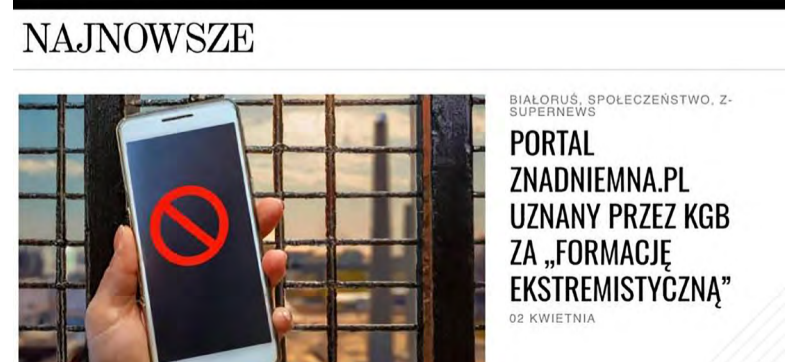 NAJNOWSZE
BIAŁORUŚ, SPOŁECZEŃSTWO, Z-
SUPERNEWS
PORTAL
ZNADNIEMNA.PL
UZNANY PRZEZ KGB
ZA „FORMACJĘ
EKSTREMISTYCZNĄ”
02 KWIETNIA